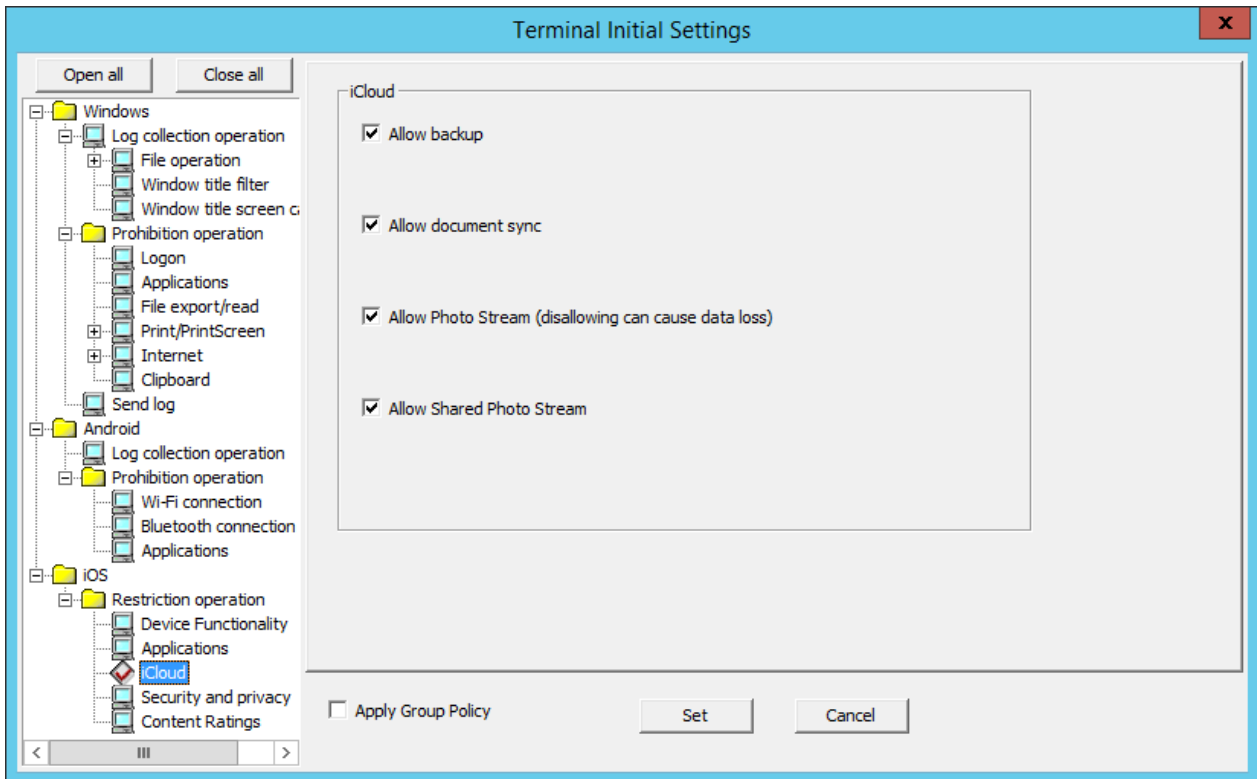 Terminal Initial Settings
x
Open all
Close all
Windows
Log collection operation
File operation
Window title filter
Window title screen
Prohibition operation
Logon
Applications
File export/read
Print/PrintScreen
Internet
Clipboard
Send log
Android
Log collection operation
Prohibition operation
Wi-Fi connection
Bluetooth connection
Applications
iOS
Restriction operation
Device Functionality
Applications
iCloud
Security and privacy
Content Ratings
iCloud
Allow backup
Allow document sync
Allow Photo Stream (disallowing can cause data loss)
Allow Shared Photo Stream
Apply Group Policy
Set
Cancel